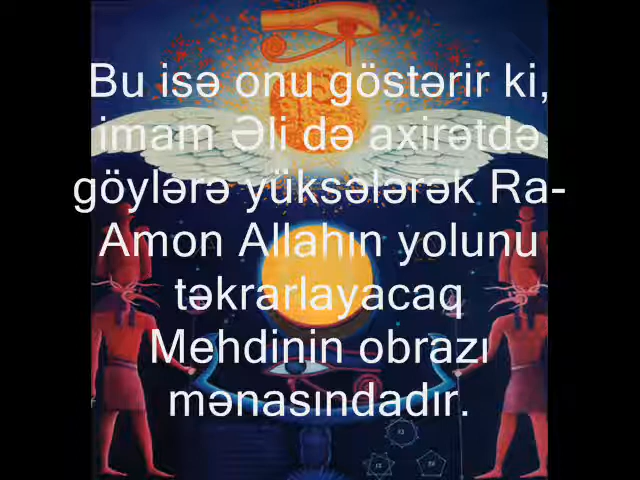 Bu isə onu göstərir ki,
imam Əli də axirətdə
göylərə yüksələrək Ra-
Amon Allahın yolunu
təkrarlayacaq
Mehdinin obrazı
mənasındadır.